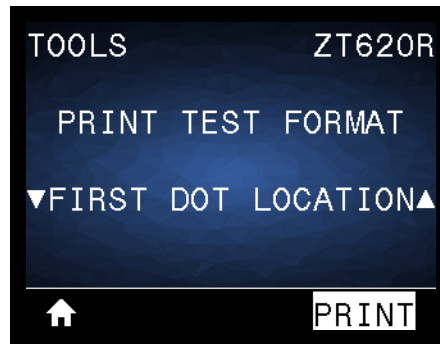 TOOLS ZT620R
PRINT TEST FORMAT
▼FIRST DOT LOCATION▲
PRINT